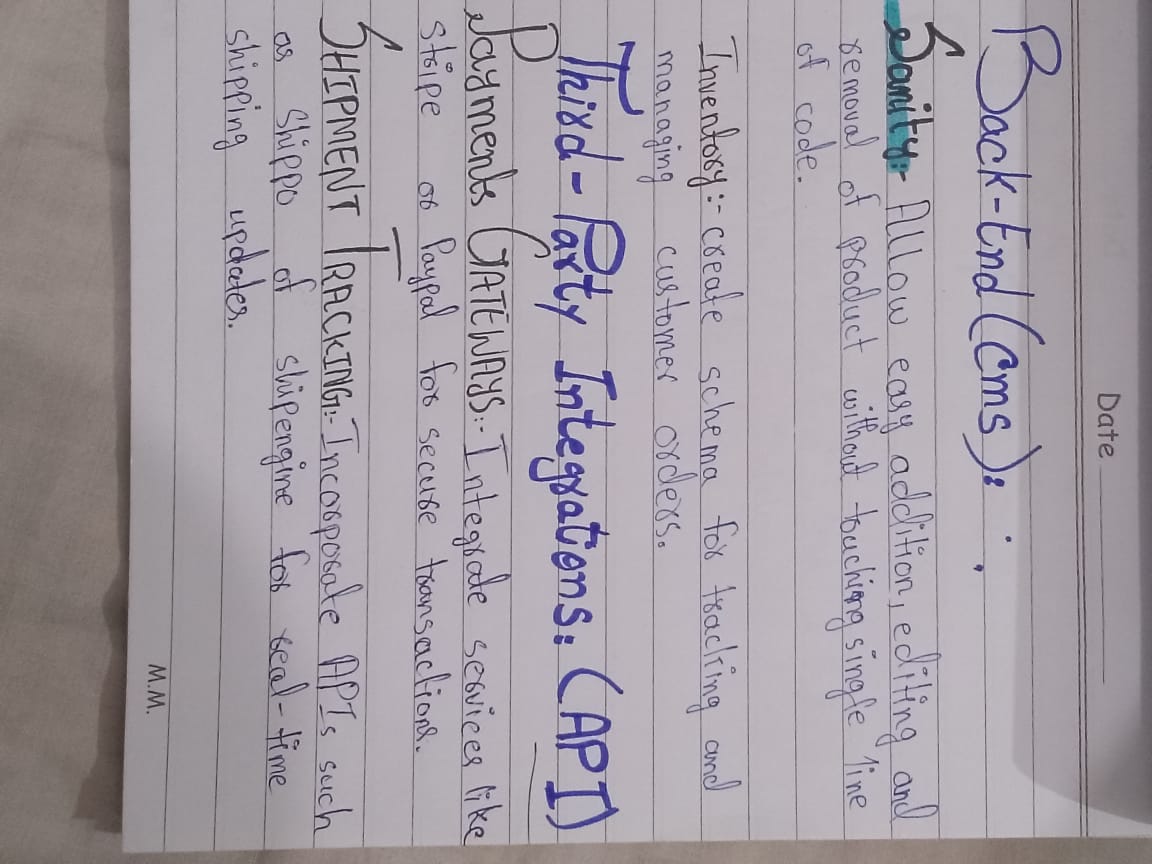 Date
Back-End(Cms):
Sanity:- Allow easy addition, editing and
removal of product without touching single line
of code.
Inventory:- create schema for tracling and
managing customer orders.
Third-Party Integrations: (API)
Payments GATEWAYS:- Integrate services like
Stripe or Paypal for secure transactions.
SHIPMENT TRACKING:- Incorporate APIs such
as Shippo of shipengine for real-time
shipping updates.
M.M.